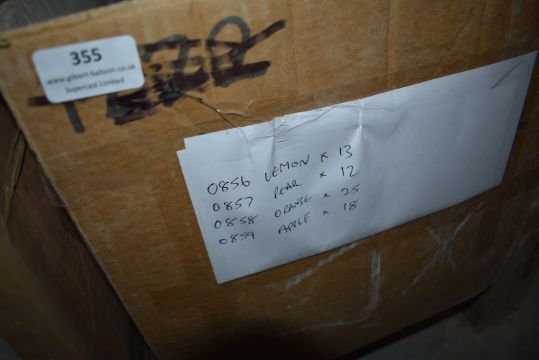 355
www.gilbert-baitson.co.uk
Supercast Limited
0856 LEMON x 13
0857 PEAR x 12
0858 ORANGE x 25
0859 APPLE x 18